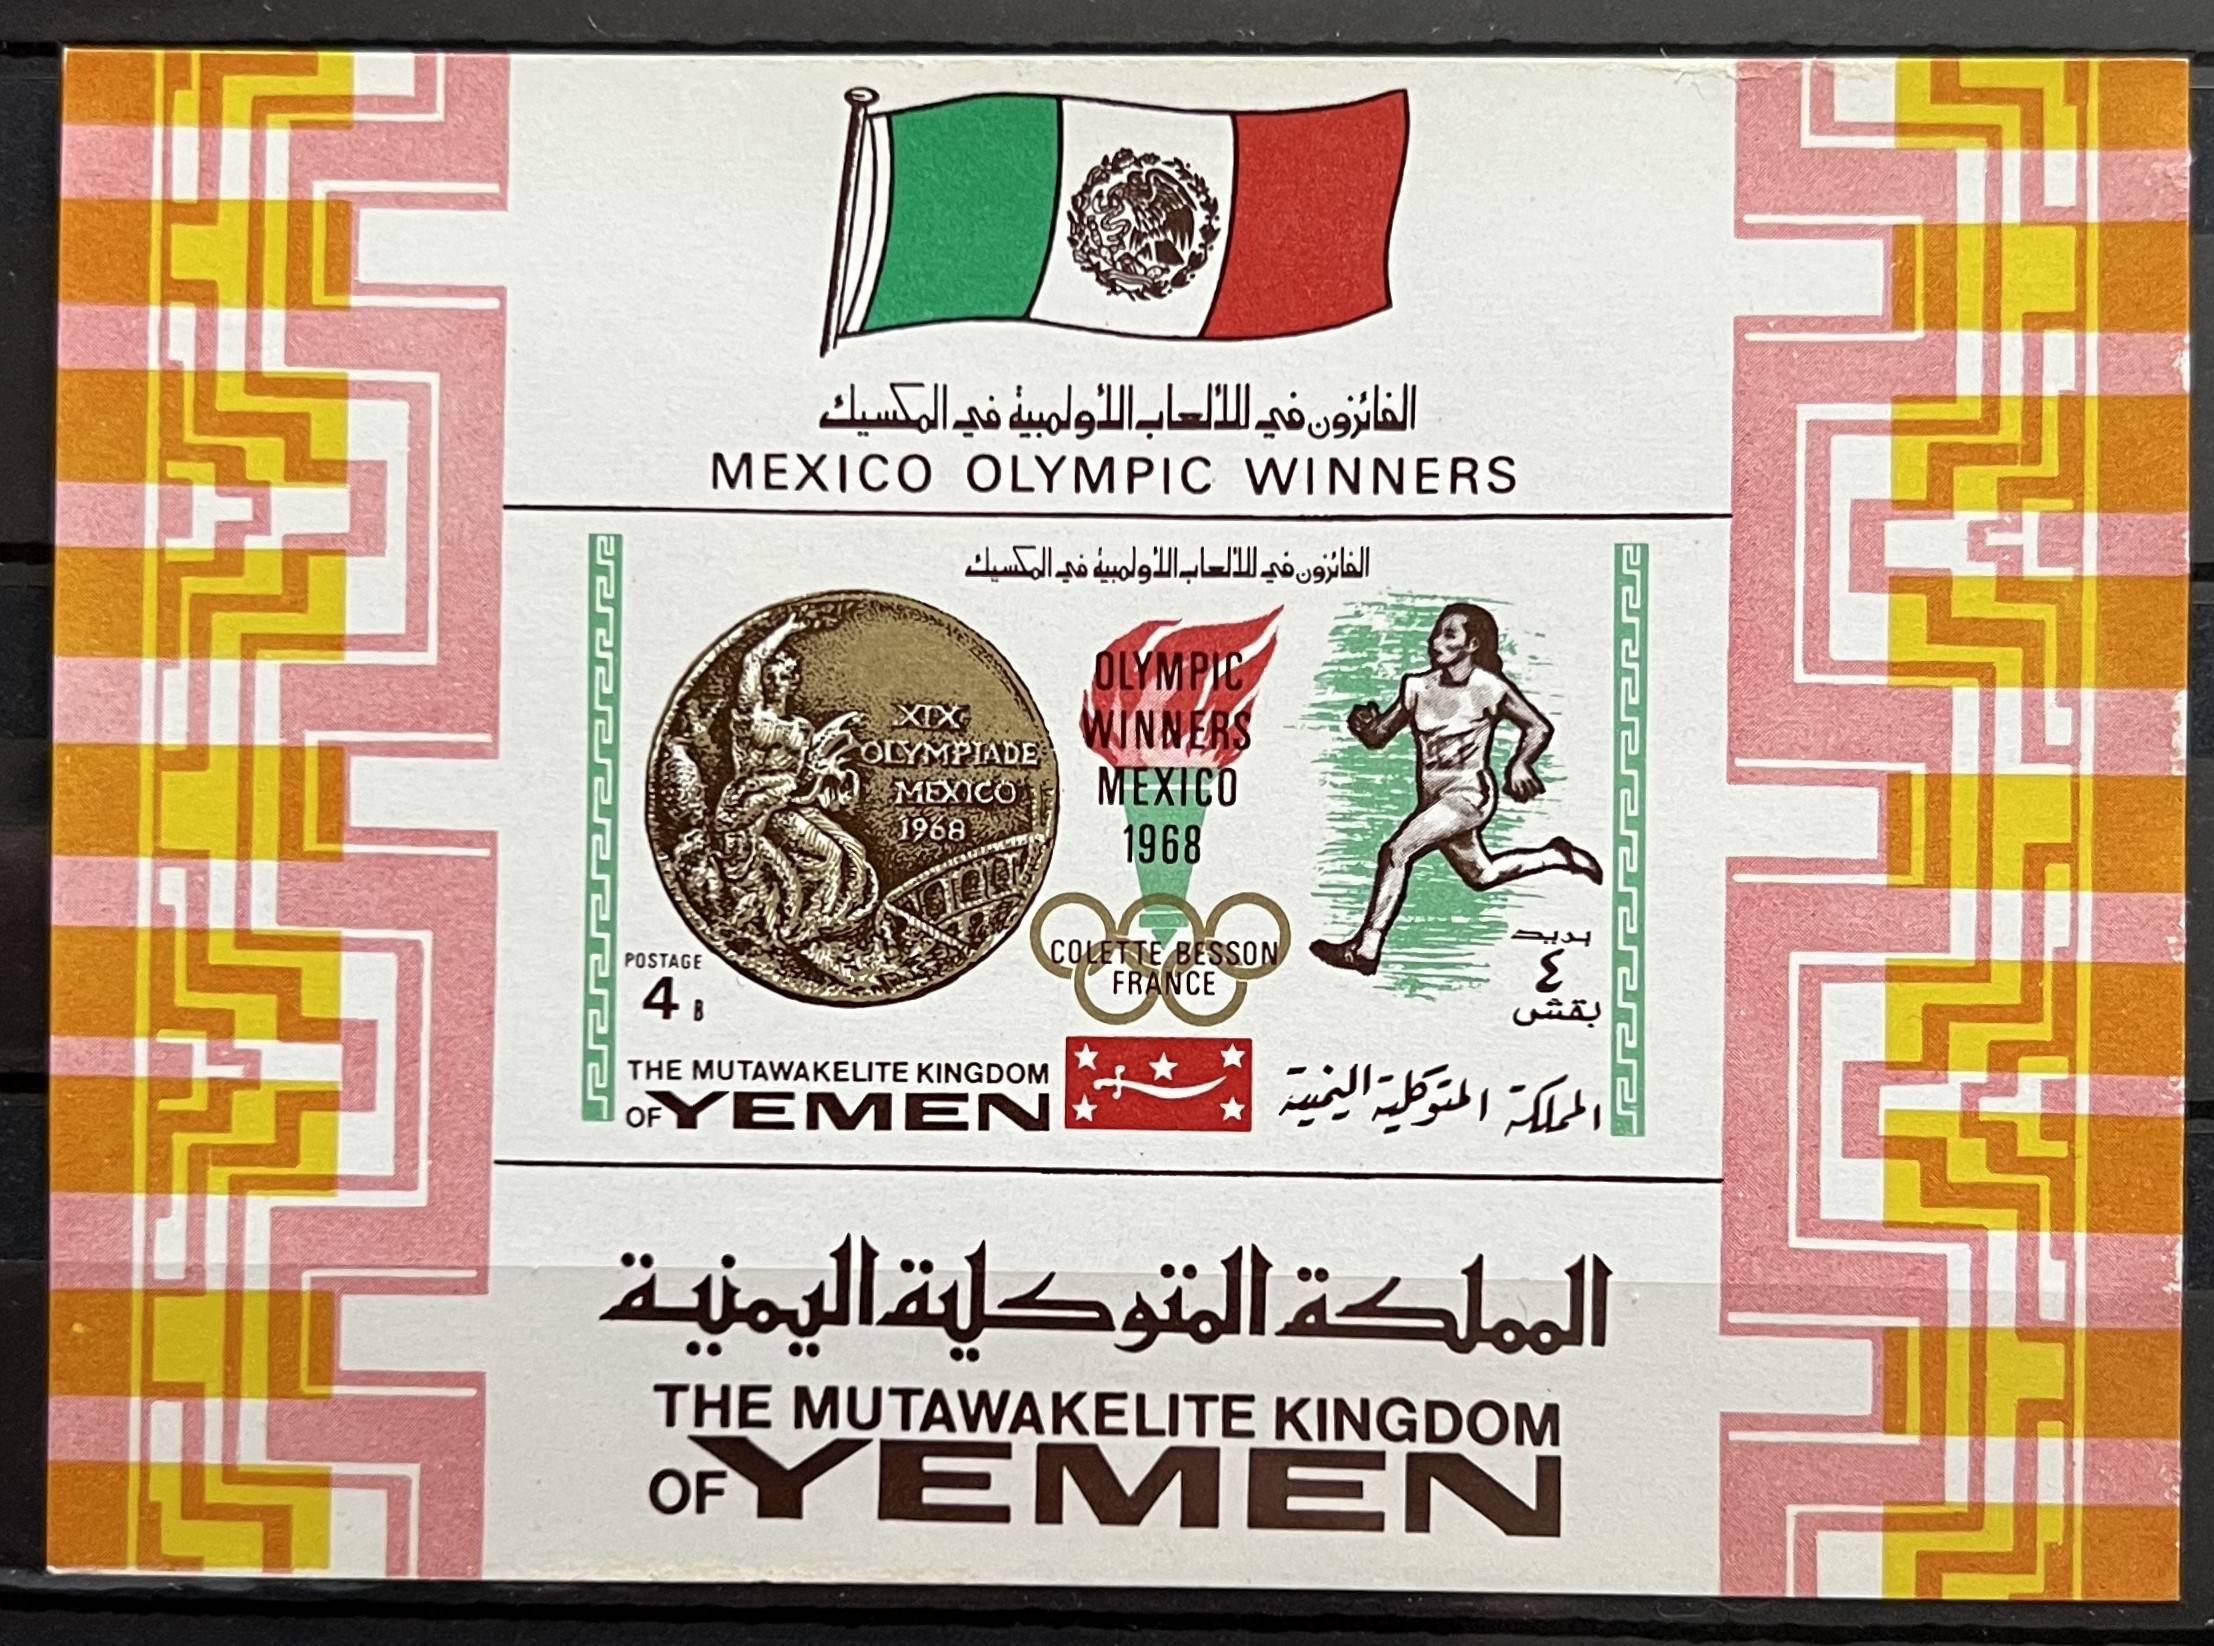 الفائزون في للألعاب الأولمبية في المكسيك
MEXICO OLYMPIC WINNERS
الفائزون في للألعاب الأولمبية في المكسيك
XIX
OLYMPIADE
MEXICO
1968
OLYMPIC
WINNERS
MEXICO
1968
COLETTE BESSON
FRANCE
POSTAGE
4 B
بريد
٤
بقش
THE MUTAWAKELITE KINGDOM
OF YEMEN
المملكة المتوكلية اليمنية
المملكة المتوكلية اليمنية
THE MUTAWAKELITE KINGDOM
OF YEMEN